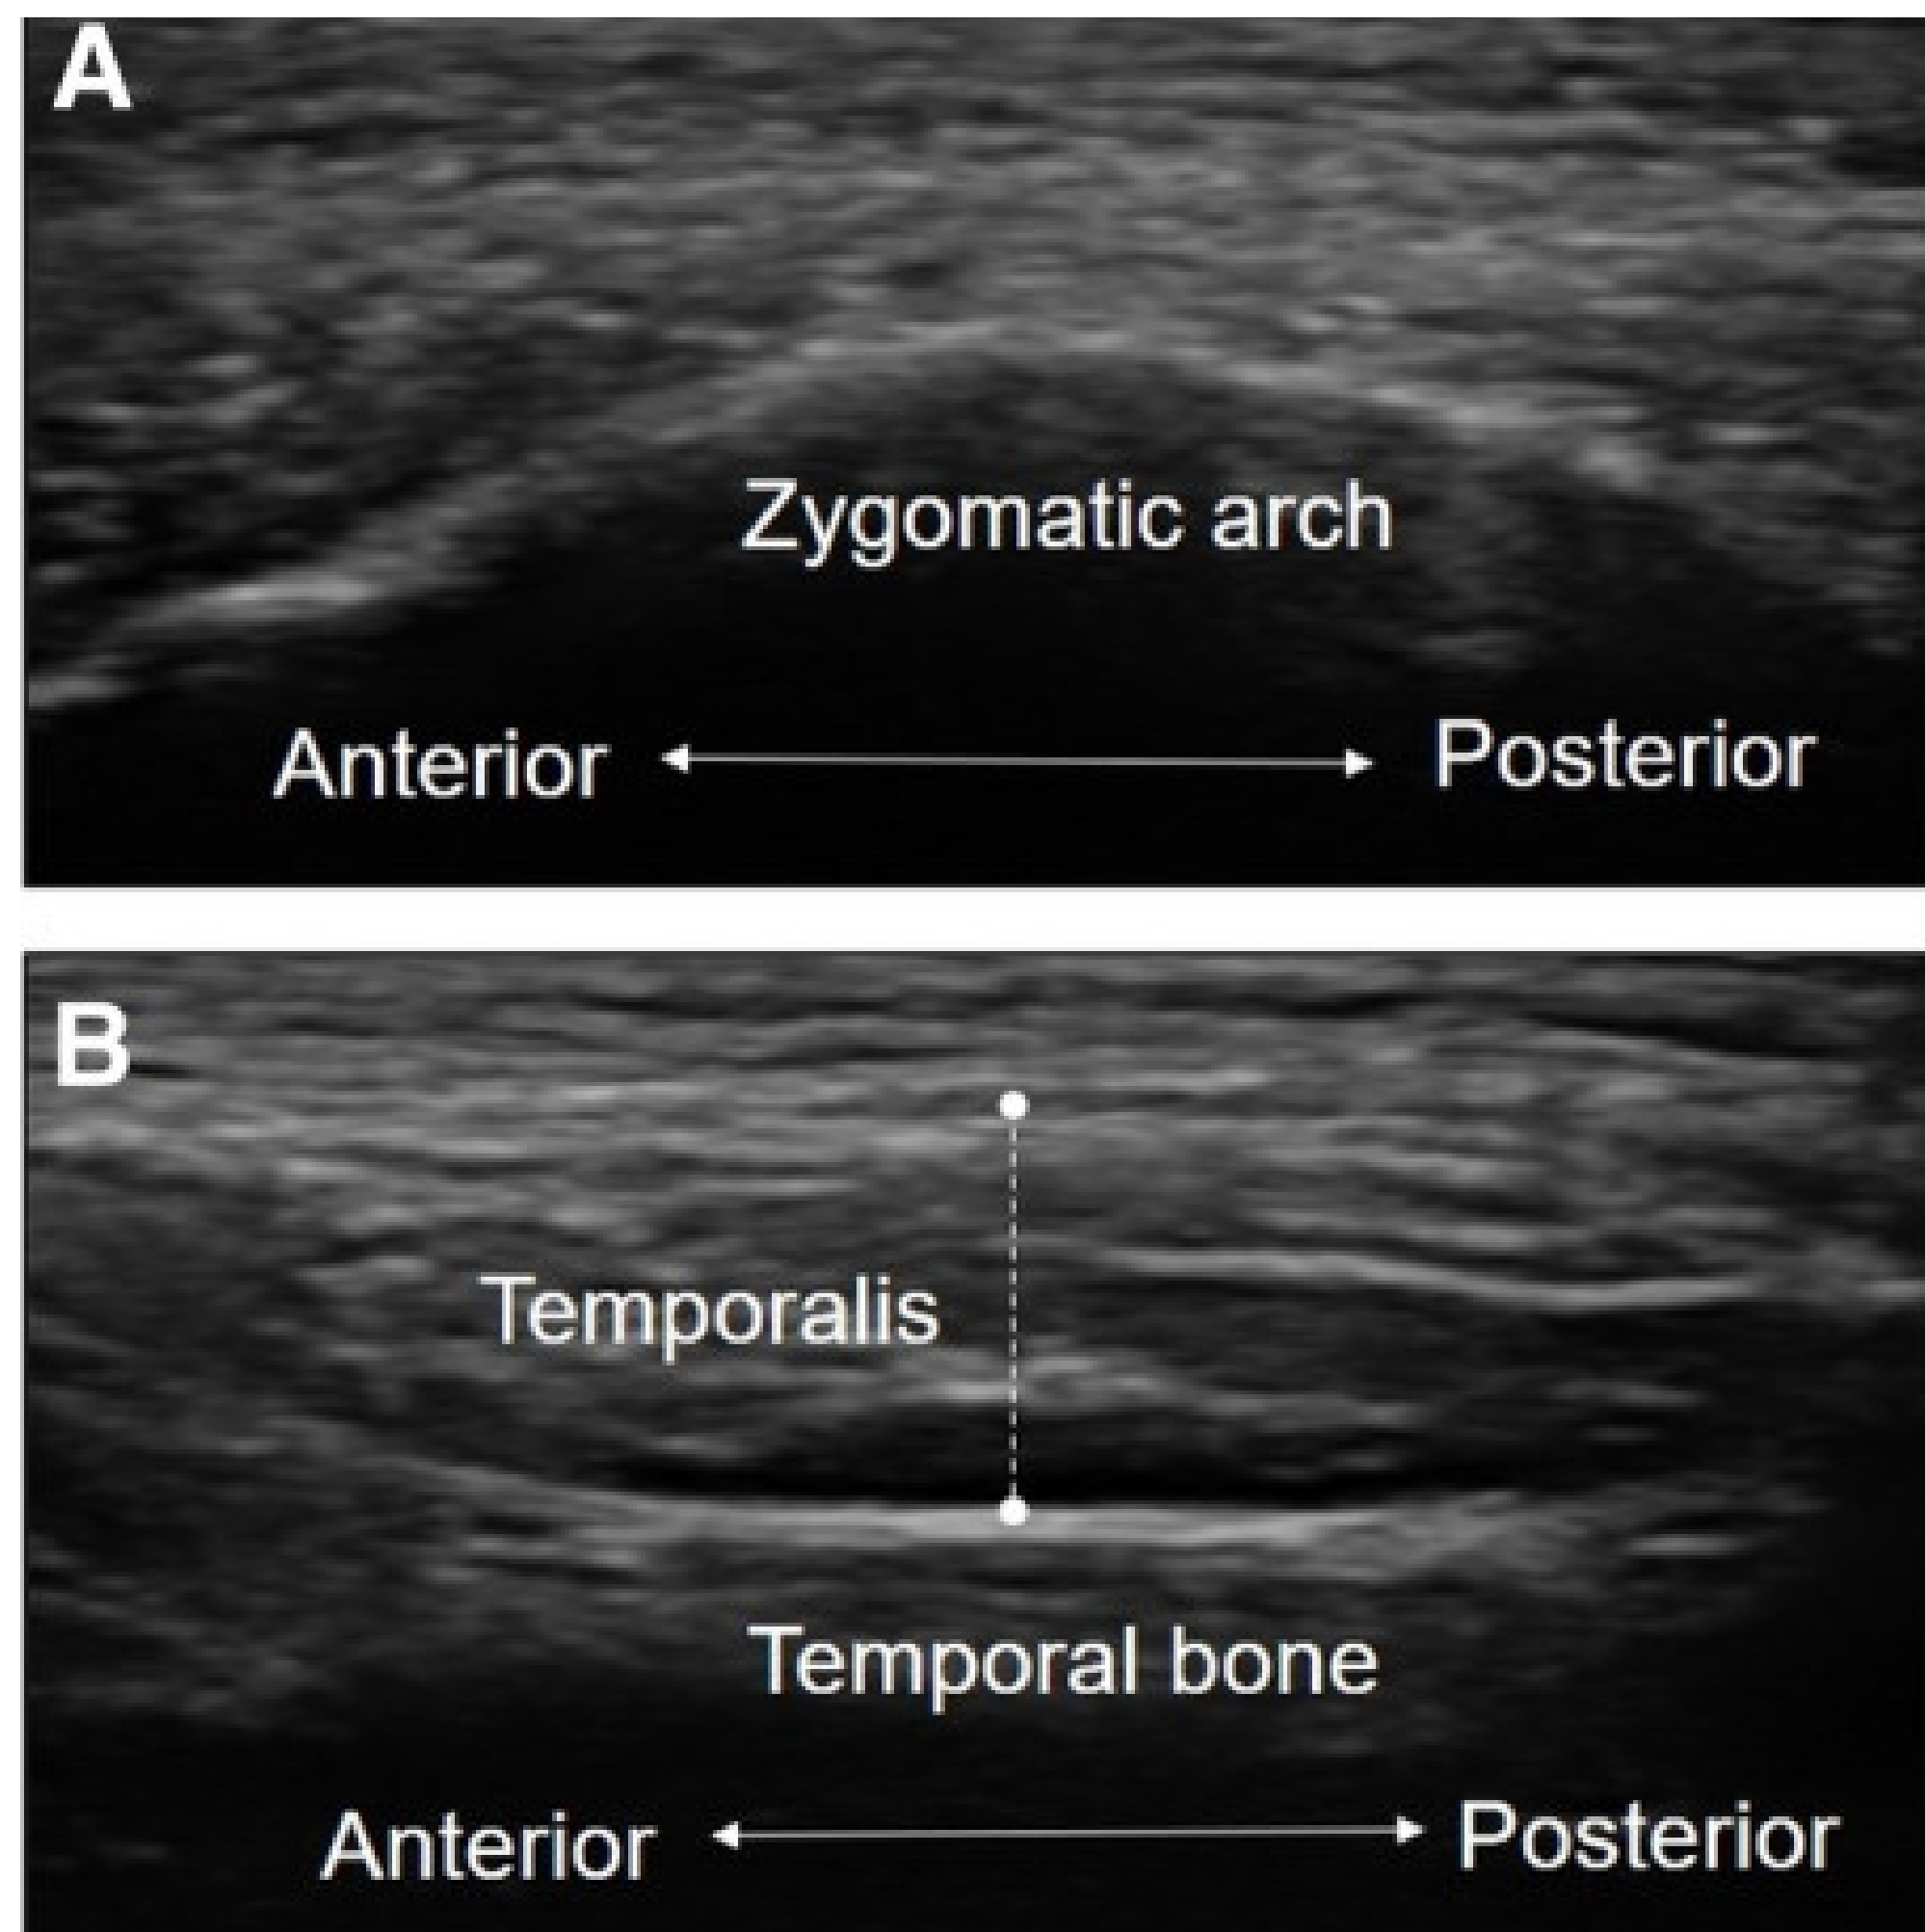 A
Zygomatic arch
Anterior
Posterior
B
Temporalis
Temporal bone
Anterior
Posterior